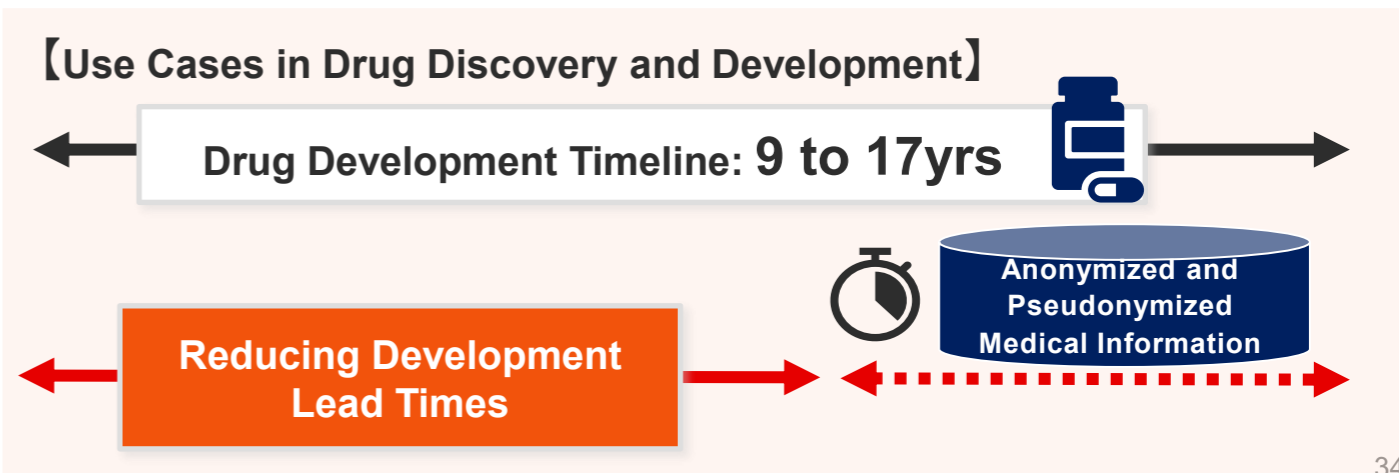 【Use Cases in Drug Discovery and Development】
Drug Development Timeline: 9 to 17yrs
Anonymized and
Pseudonymized
Medical Information
Reducing Development
Lead Times
34